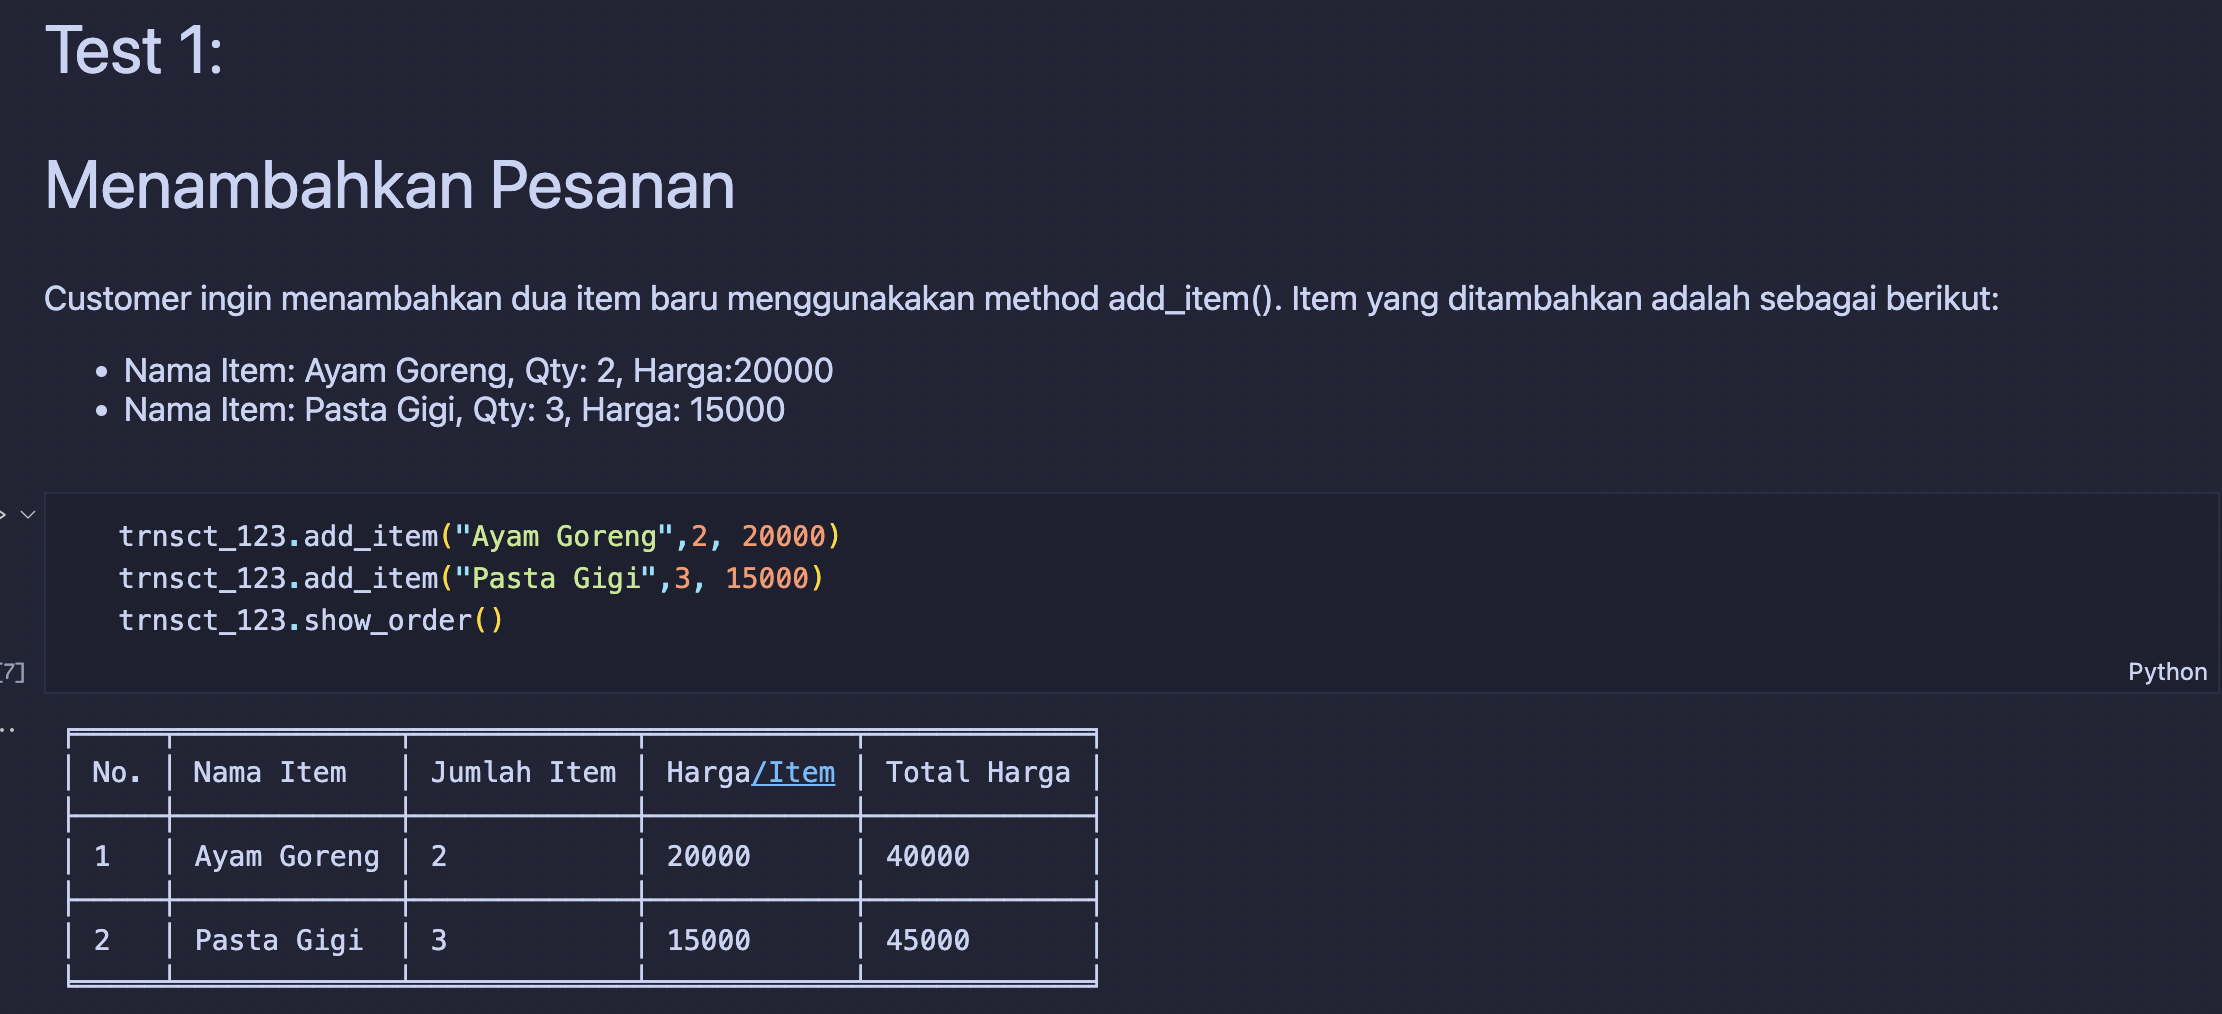 Test 1:
Menambahkan Pesanan
Customer ingin menambahkan dua item baru menggunakakan method add_item(). Item yang ditambahkan adalah sebagai berikut:
• Nama Item: Ayam Goreng, Qty: 2, Harga:20000
• Nama Item: Pasta Gigi, Qty: 3, Harga: 15000
trnsct_123.add_item("Ayam Goreng",2, 20000)
trnsct_123.add_item("Pasta Gigi",3, 15000)
trnsct_123.show_order()
[7]
Python
No. Nama Item Jumlah Item Harga/Item Total Harga
1 Ayam Goreng 2 20000 40000
2 Pasta Gigi 3 15000 45000